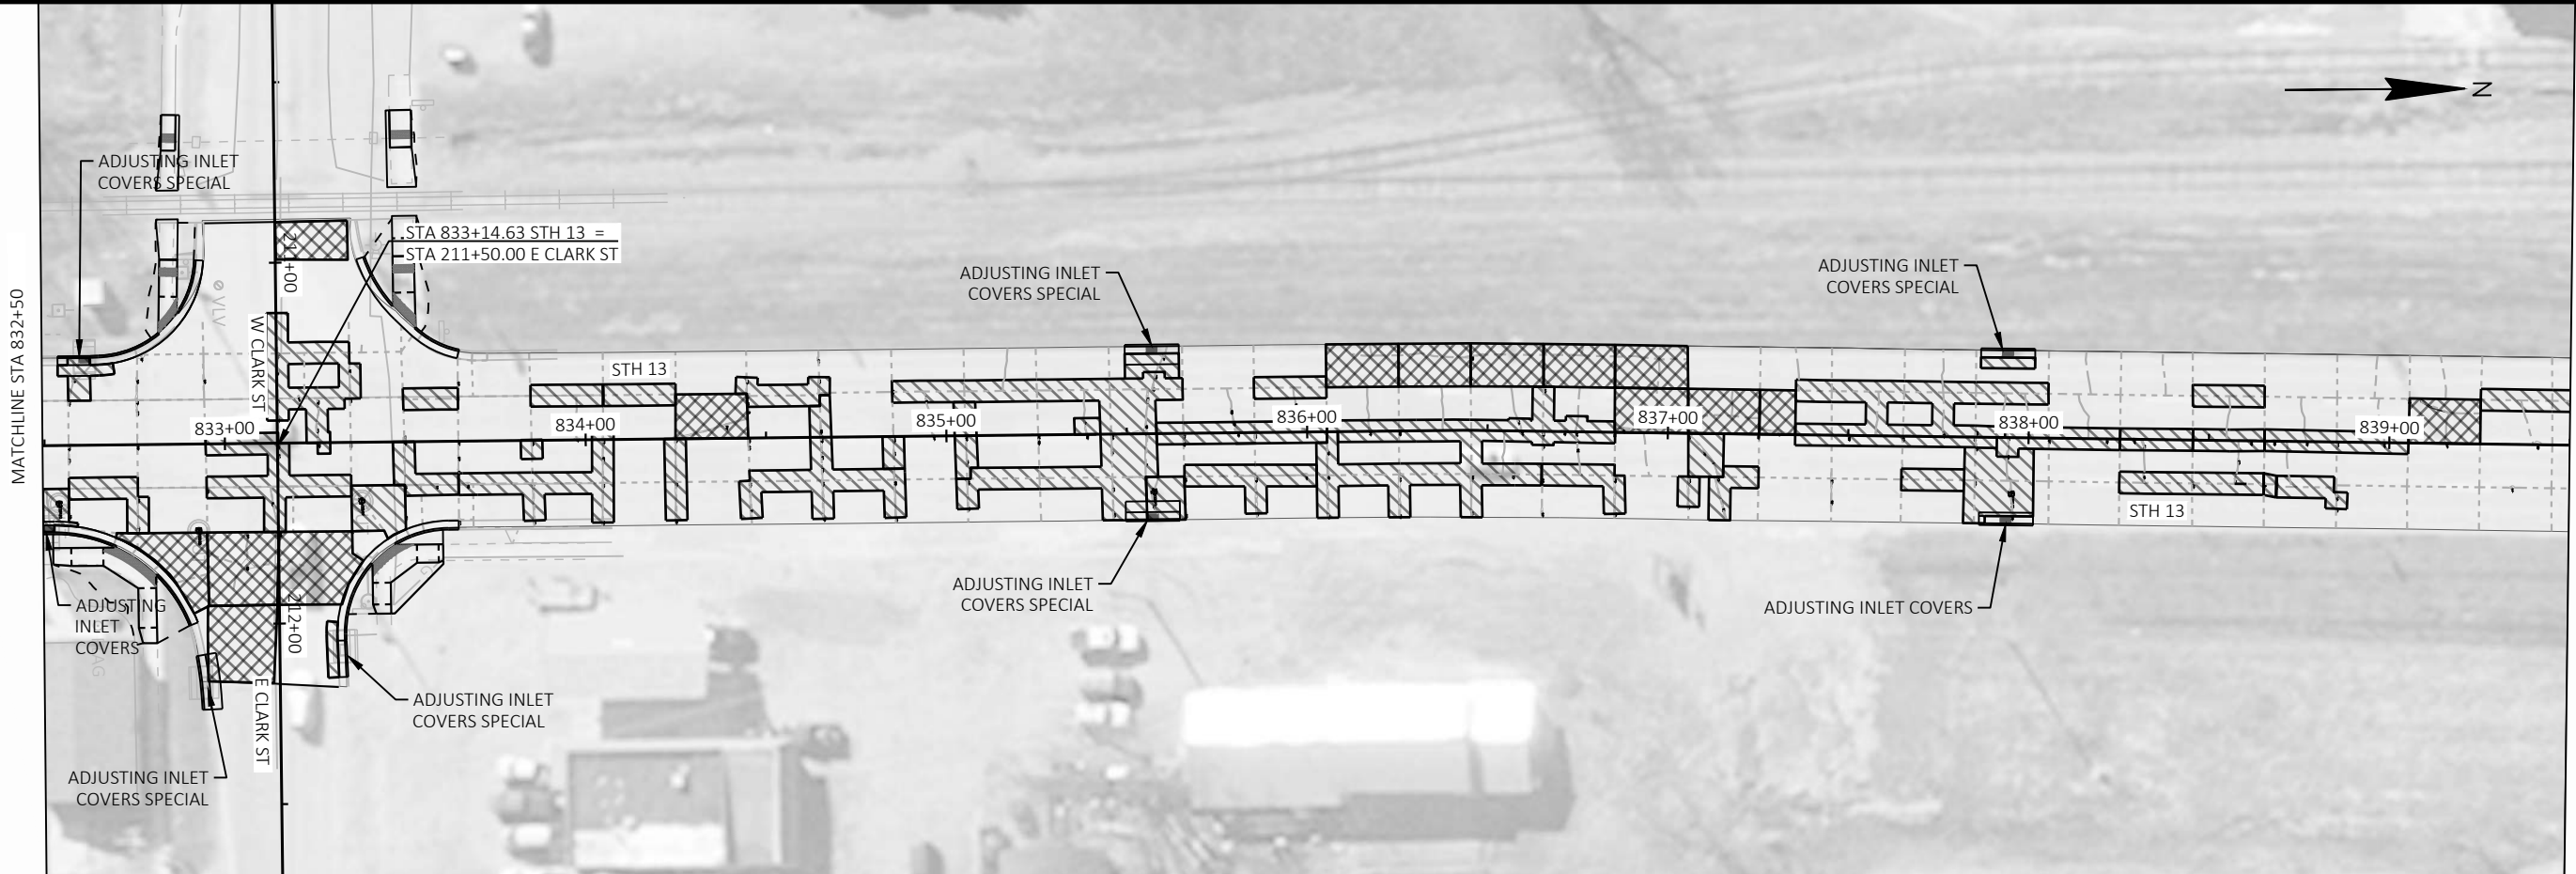 MATCHLINE STA 832+50
ADJUSTING INLET
COVERS SPECIAL
N
STA 833+14.63 STH 13 =
STA 211+50.00 E CLARK ST
211+00
VLV
W CLARK ST
ADJUSTING INLET
COVERS SPECIAL
ADJUSTING INLET
COVERS SPECIAL
STH 13
833+00
834+00
835+00
836+00
837+00
838+00
839+00
STH 13
ADJUSTING
INLET
COVERS
212+00
E CLARK ST
ADJUSTING INLET
COVERS SPECIAL
ADJUSTING INLET
COVERS SPECIAL
ADJUSTING INLET
COVERS SPECIAL
ADJUSTING INLET COVERS